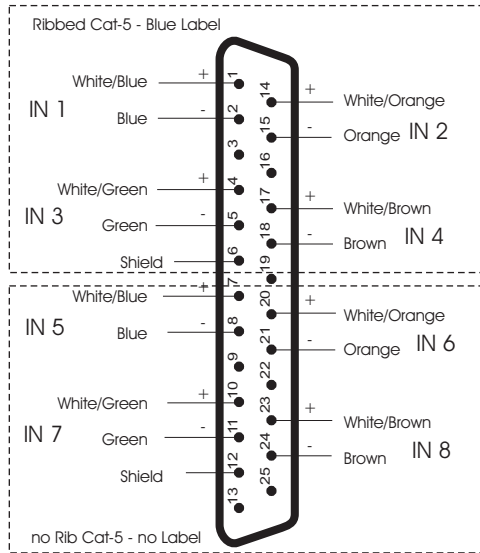 Ribbed Cat-5 - Blue Label
IN 1
White/Blue +
Blue -
1
2
3
14
15
16
+ White/Orange
- Orange
IN 2
IN 3
White/Green +
Green -
Shield
4
5
6
17
18
19
+ White/Brown
- Brown
IN 4
IN 5
White/Blue +
Blue -
7
8
9
20
21
22
+ White/Orange
- Orange
IN 6
IN 7
White/Green +
Green -
Shield
10
11
12
13
23
24
25
+ White/Brown
- Brown
IN 8
no Rib Cat-5 - no Label